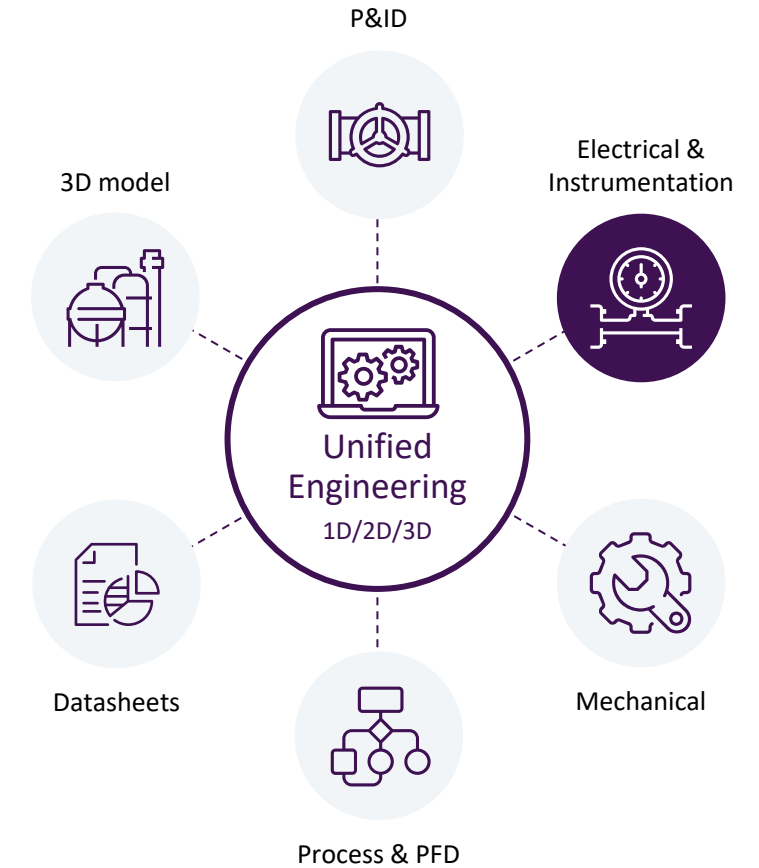 P&ID
Electrical &
Instrumentation
3D model
Unified
Engineering
1D/2D/3D
Datasheets
Mechanical
Process & PFD